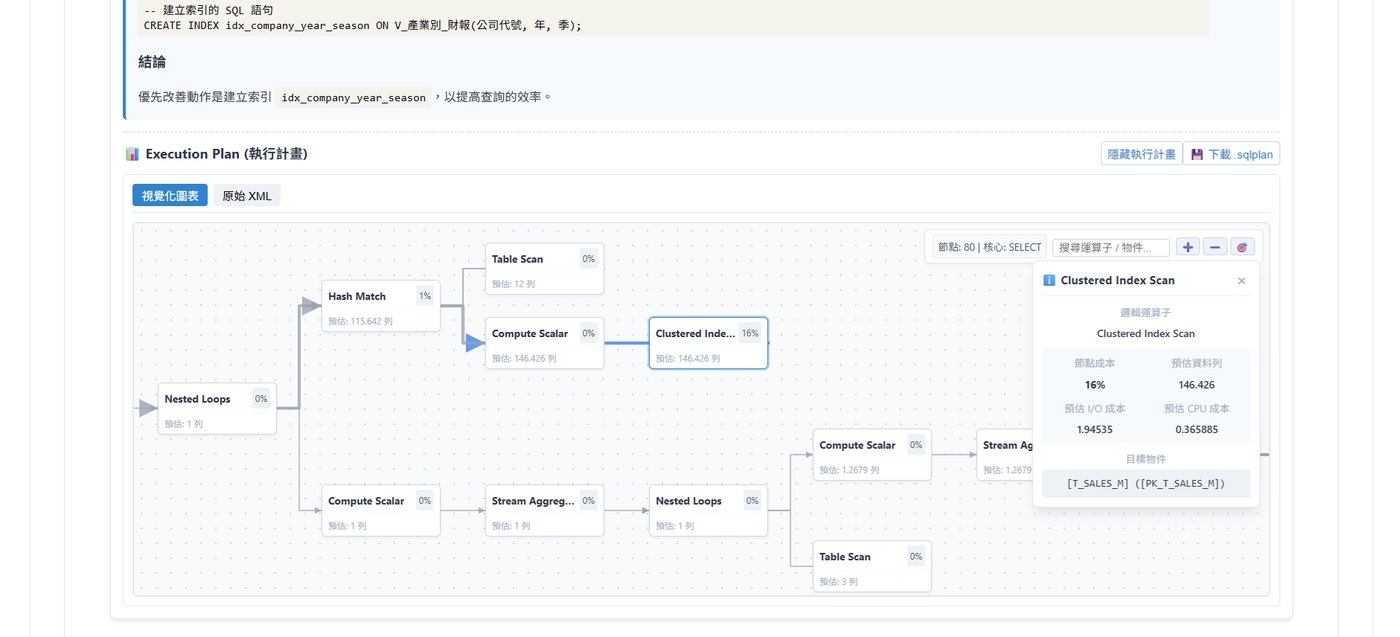 -- 建立索引的 SQL 語句
CREATE INDEX idx_company_year_season ON V_產業別_財報(公司代號, 年, 季);
結論
優先改善動作是建立索引 idx_company_year_season ，以提高查詢的效率。
📊 Execution Plan (執行計畫)
隱藏執行計畫
💾 下載 .sqlplan
視覺化圖表
原始 XML
節點: 80 | 核心: SELECT
搜尋運算子 / 物件...
Table Scan 0%
預估: 12 列
Hash Match 1%
預估: 115.642 列
Compute Scalar 0%
預估: 146.426 列
Clustered Inde... 16%
預估: 146.426 列
Nested Loops 0%
預估: 1 列
Compute Scalar 0%
預估: 1.2679 列
Stream Ag
預估: 1.2679
Compute Scalar 0%
預估: 1 列
Stream Aggreg... 0%
預估: 1 列
Nested Loops 0%
預估: 1 列
Table Scan 0%
預估: 3 列
ℹ️ Clustered Index Scan ×
邏輯運算子
Clustered Index Scan
節點成本 預估資料列
16% 146.426
預估 I/O 成本 預估 CPU 成本
1.94535 0.365885
目標物件
[T_SALES_M] ([PK_T_SALES_M])